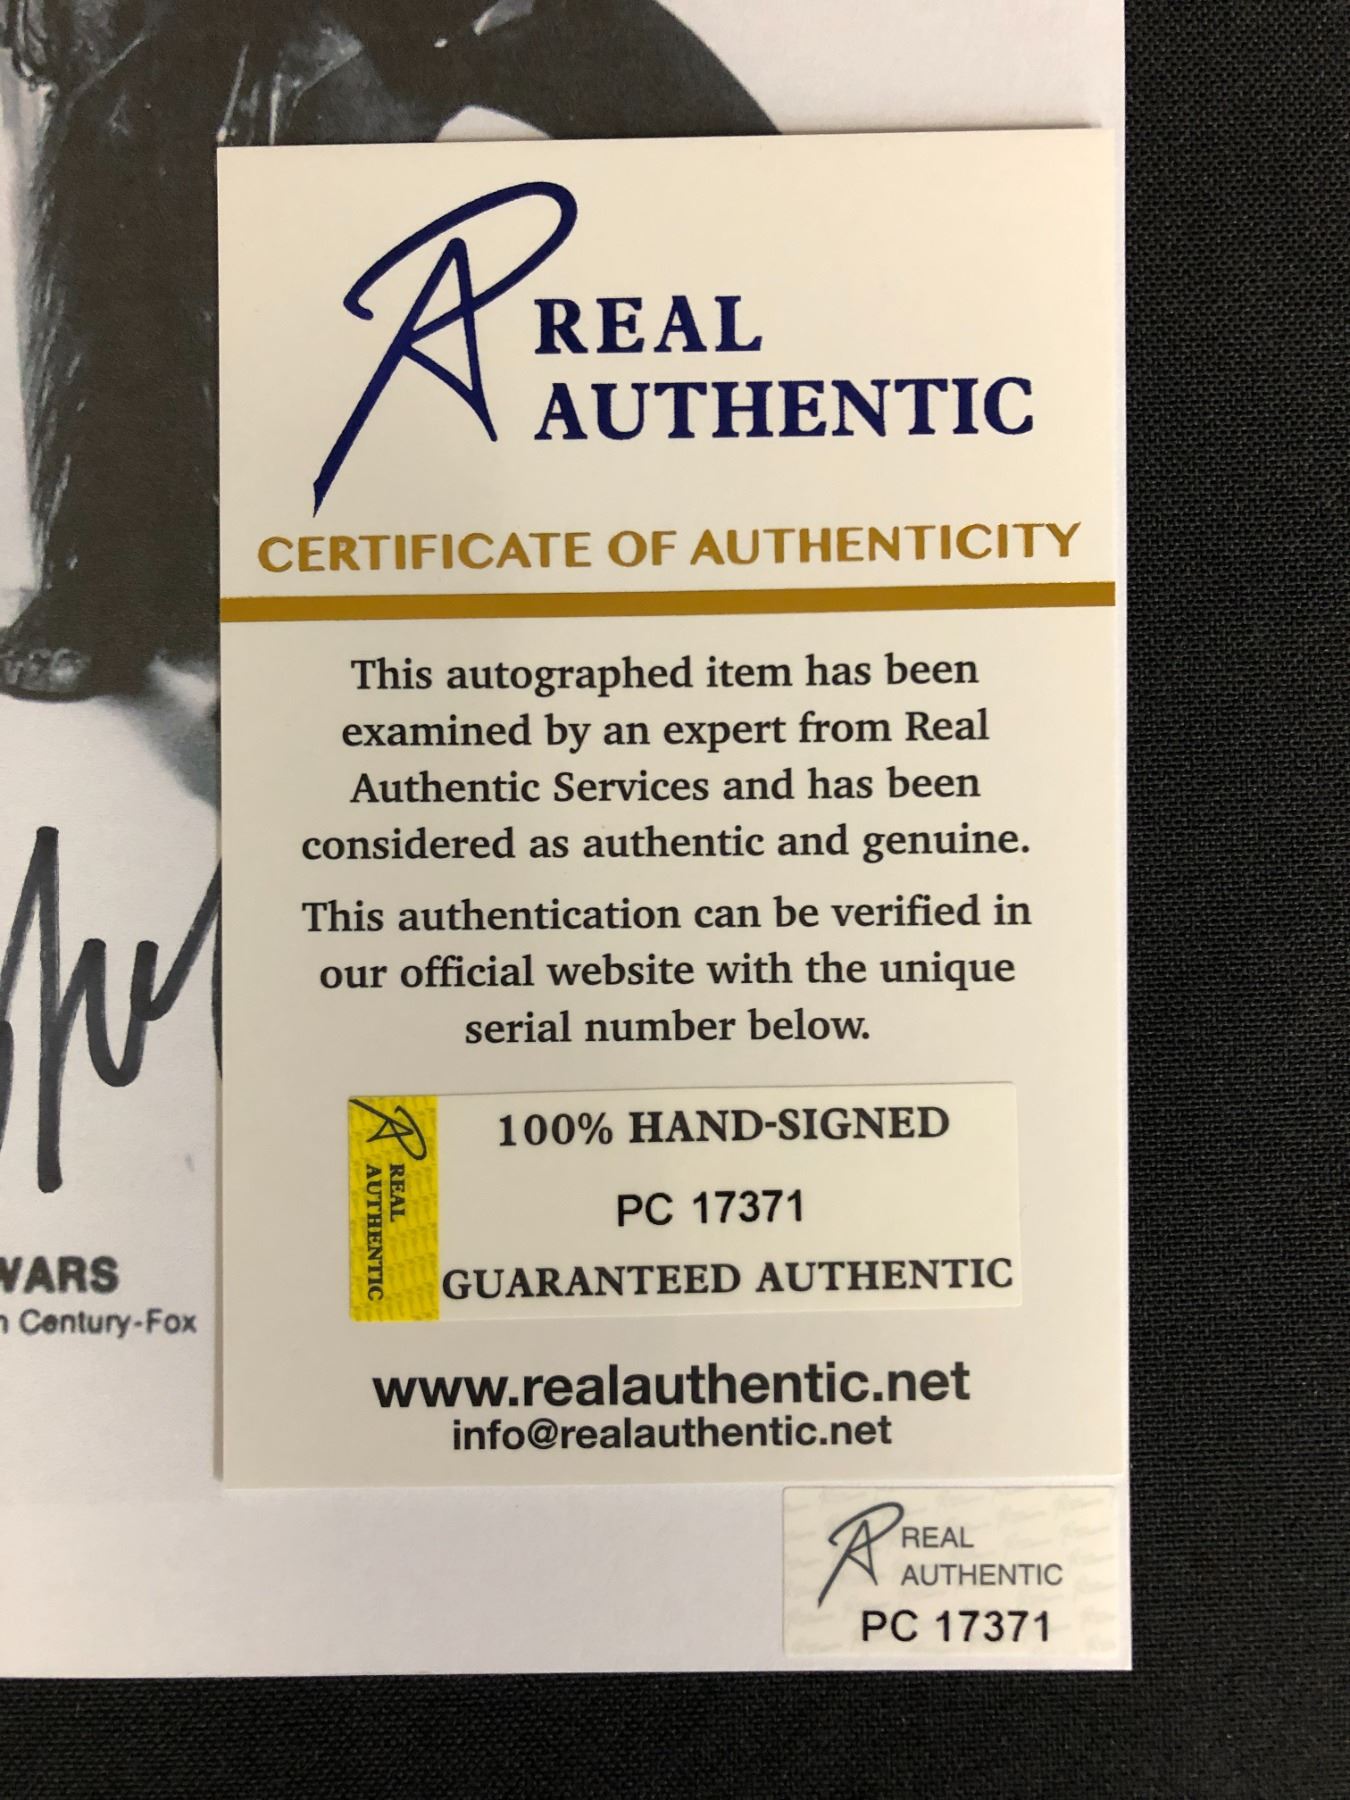 REAL
AUTHENTIC
CERTIFICATE OF AUTHENTICITY
This autographed item has been
examined by an expert from Real
Authentic Services and has been
considered as authentic and genuine.
This authentication can be verified in
our official website with the unique
serial number below.
REAL
AUTHENTIC
100% HAND-SIGNED
PC 17371
GUARANTEED AUTHENTIC
www.realauthentic.net
info@realauthentic.net
WARS
Century-Fox
REAL
AUTHENTIC
PC 17371